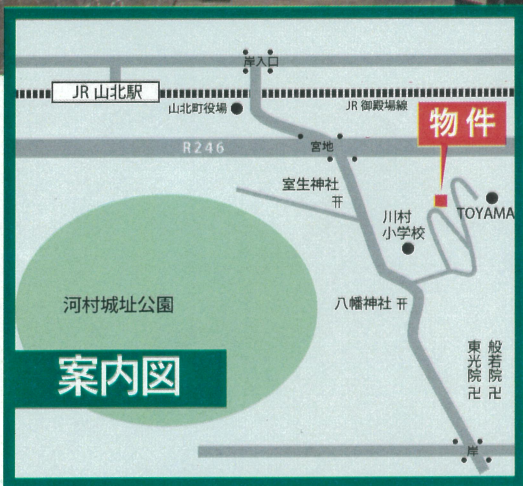 岸入口
JR 山北駅
山北町役場
JR 御殿場線
物件
R246
宮地
室生神社
川村
小学校
TOYAMA
河村城址公園
八幡神社
案内図
般若院
東光院
岸